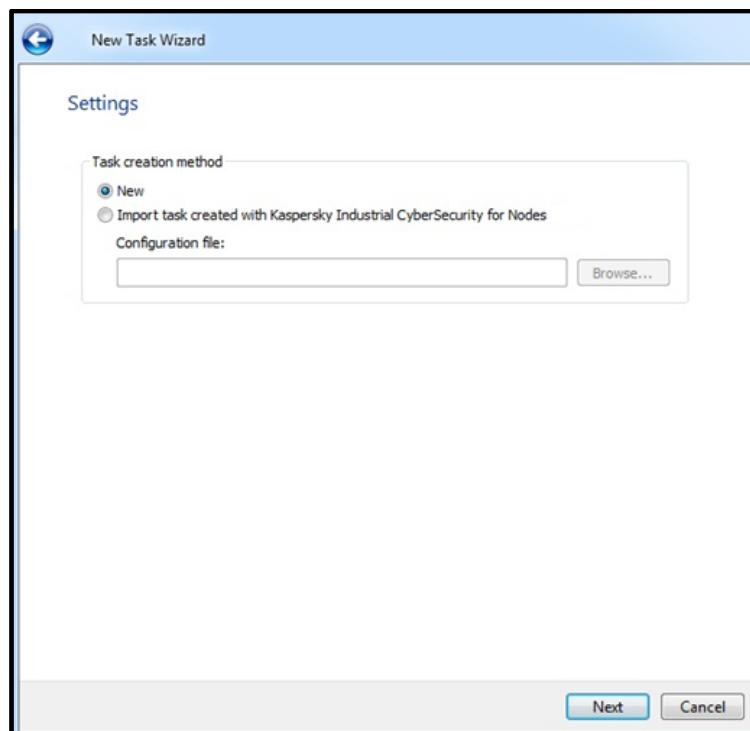 New Task Wizard
Settings
Task creation method
New
Import task created with Kaspersky Industrial CyberSecurity for Nodes
Configuration file:
Browse...
Next Cancel